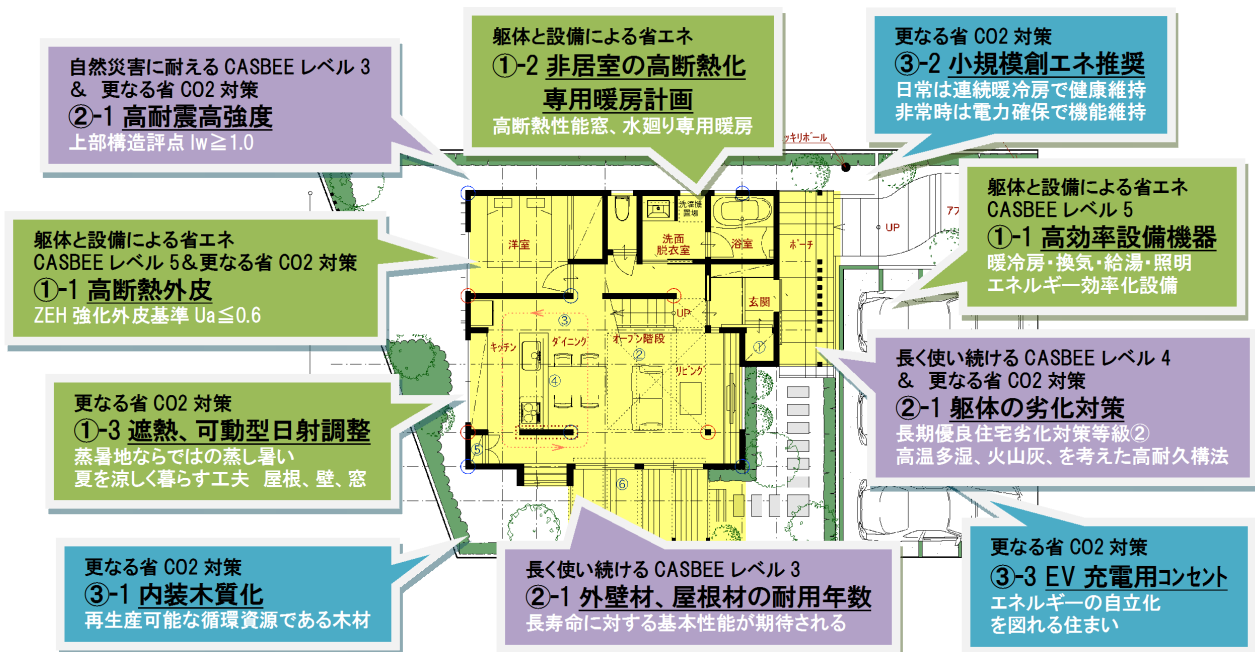 自然災害に耐える CASBEE レベル 3
& 更なる省 CO2 対策
②-1 高耐震高強度
上部構造評点 Iw≧1.0
躯体と設備による省エネ
①-2 非居室の高断熱化
専用暖房計画
高断熱性能窓、水廻り専用暖房
更なる省 CO2 対策
③-2 小規模創エネ推奨
日常は連続暖冷房で健康維持
非常時は電力確保で機能維持
躯体と設備による省エネ
CASBEE レベル 5&更なる省 CO2 対策
①-1 高断熱外皮
ZEH 強化外皮基準 Ua≦0.6
躯体と設備による省エネ
CASBEE レベル 5
①-1 高効率設備機器
暖冷房・換気・給湯・照明
エネルギー効率化設備
更なる省 CO2 対策
①-3 遮熱、可動型日射調整
蒸暑地ならではの蒸し暑い
夏を涼しく暮らす工夫 屋根、壁、窓
長く使い続ける CASBEE レベル 4
& 更なる省 CO2 対策
②-1 躯体の劣化対策
長期優良住宅劣化対策等級②
高温多湿、火山灰、を考えた高耐久構法
更なる省 CO2 対策
③-1 内装木質化
再生産可能な循環資源である木材
長く使い続ける CASBEE レベル 3
②-1 外壁材、屋根材の耐用年数
長寿命に対する基本性能が期待される
更なる省 CO2 対策
③-3 EV 充電用コンセント
エネルギーの自立化
を図れる住まい
ッキリポール
洋室
洗濯機
置場
洗面
脱衣室
浴室
ポーチ
UP
アプ
玄関
UP
①
③
キッチン
ダイニング
オープン階段
②
リビング
④
⑤
⑥